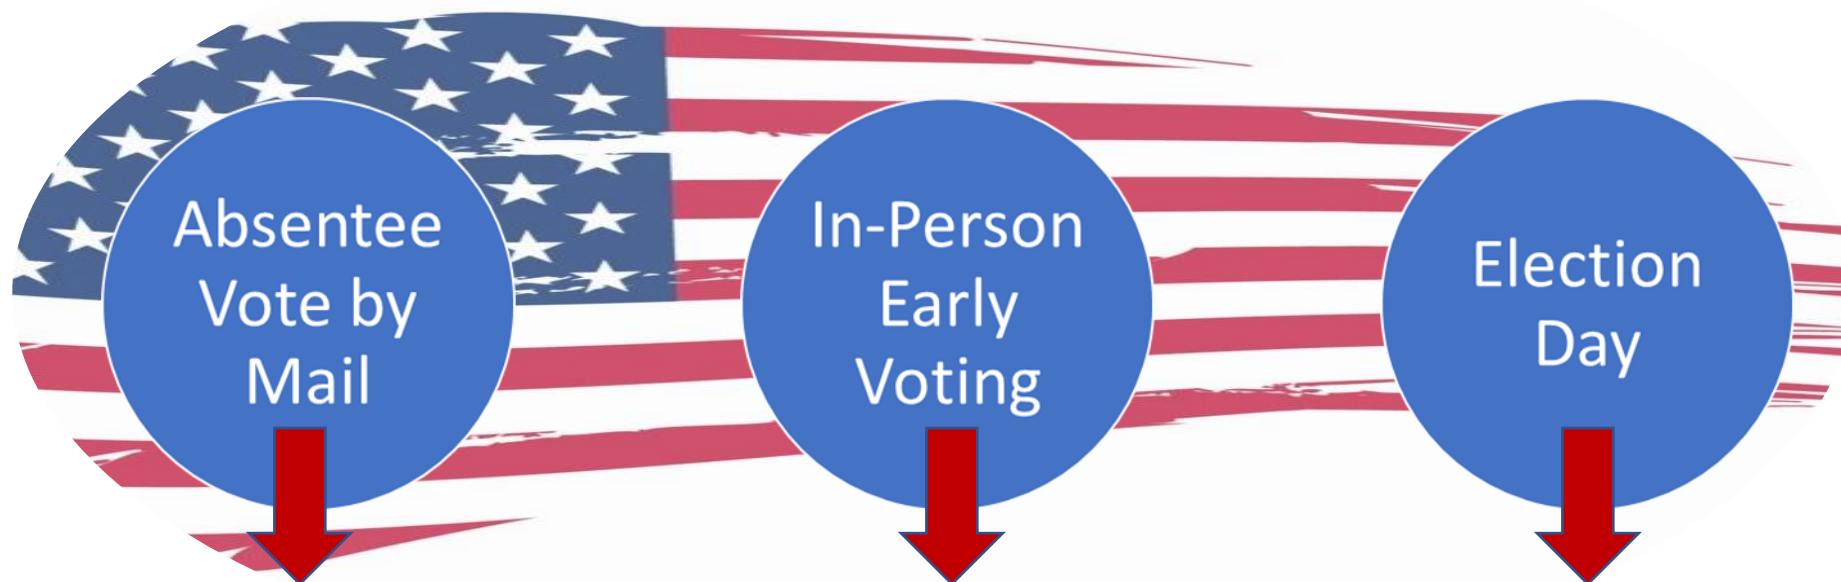 Absentee
Vote by
Mail
In-Person
Early
Voting
Election
Day